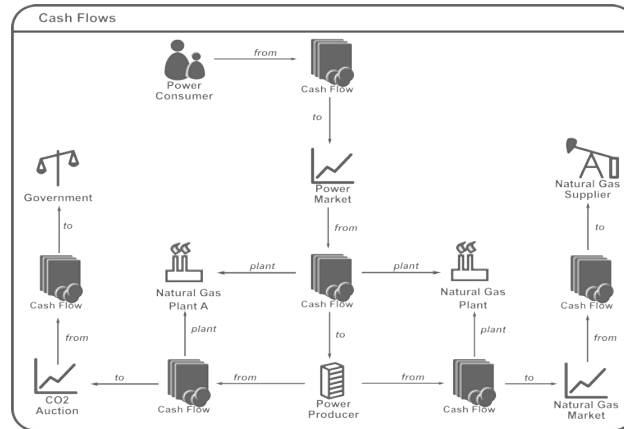 Cash Flows
from
Power
Consumer
Cash Flow
to
Government
Power
Market
Natural Gas
Supplier
to
from
to
plant
plant
Cash Flow
Natural Gas
Plant A
Cash Flow
Natural Gas
Plant
Cash Flow
from
plant
to
plant
from
to
from
from
to
CO2
Auction
Cash Flow
Power
Producer
Cash Flow
Natural Gas
Market